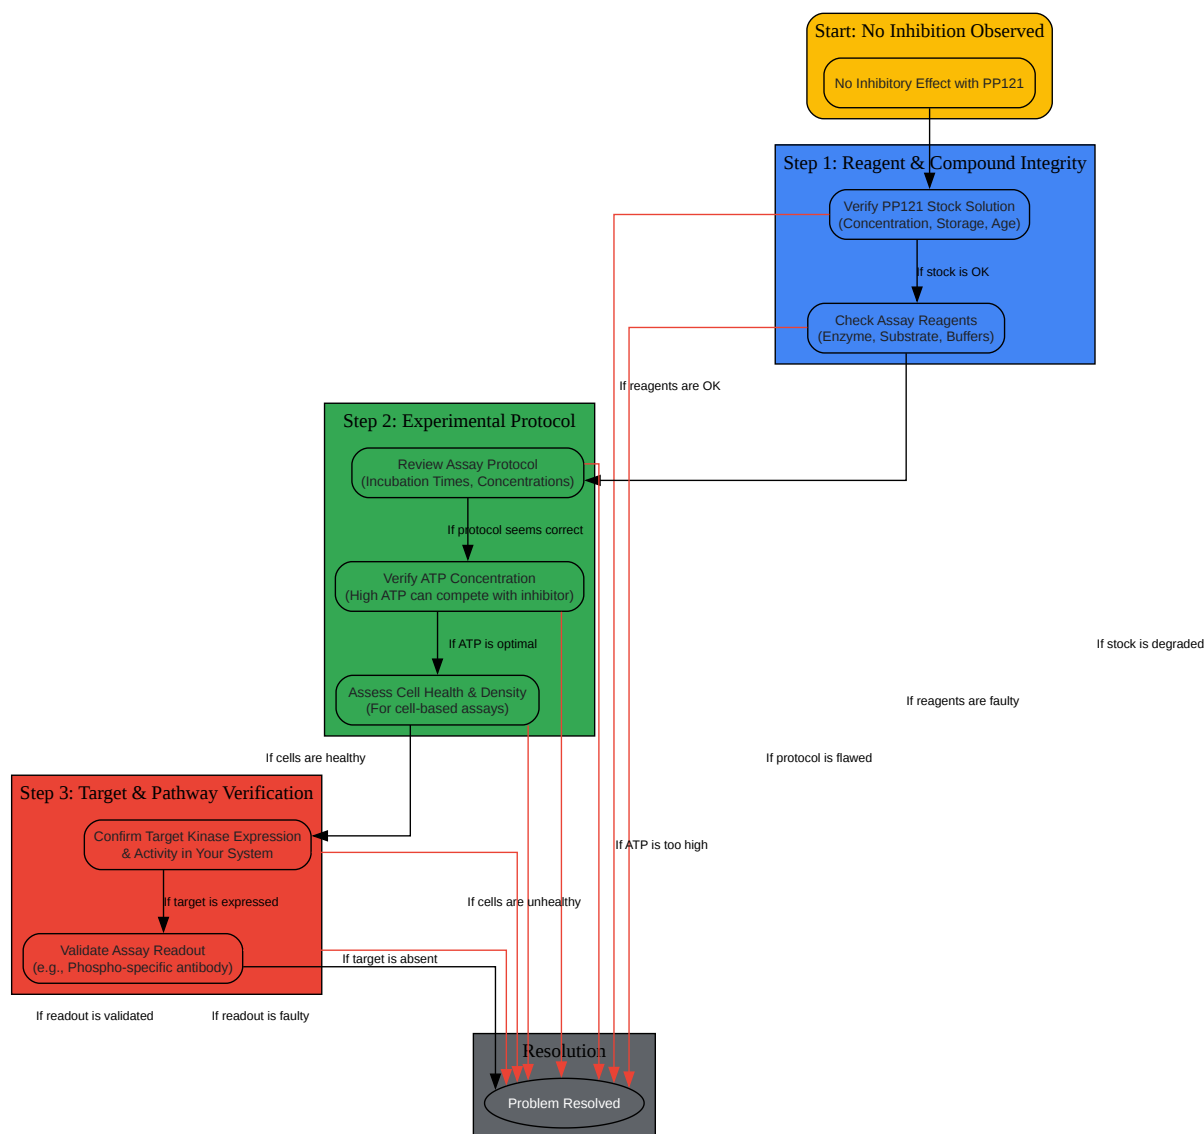 Start: No Inhibition Observed
No Inhibitory Effect with PP121
Step 1: Reagent & Compound Integrity
Verify PP121 Stock Solution
(Concentration, Storage, Age)
If stock is OK
Check Assay Reagents
(Enzyme, Substrate, Buffers)
If reagents are OK
Step 2: Experimental Protocol
Review Assay Protocol
(Incubation Times, Concentrations)
If protocol seems correct
Verify ATP Concentration
(High ATP can compete with inhibitor)
If ATP is optimal
If stock is degraded
Assess Cell Health & Density
(For cell-based assays)
If reagents are faulty
If cells are healthy
If protocol is flawed
Step 3: Target & Pathway Verification
Confirm Target Kinase Expression
& Activity in Your System
If ATP is too high
If target is expressed
If cells are unhealthy
Validate Assay Readout
(e.g., Phospho-specific antibody)
If target is absent
If readout is validated
If readout is faulty
Resolution
Problem Resolved